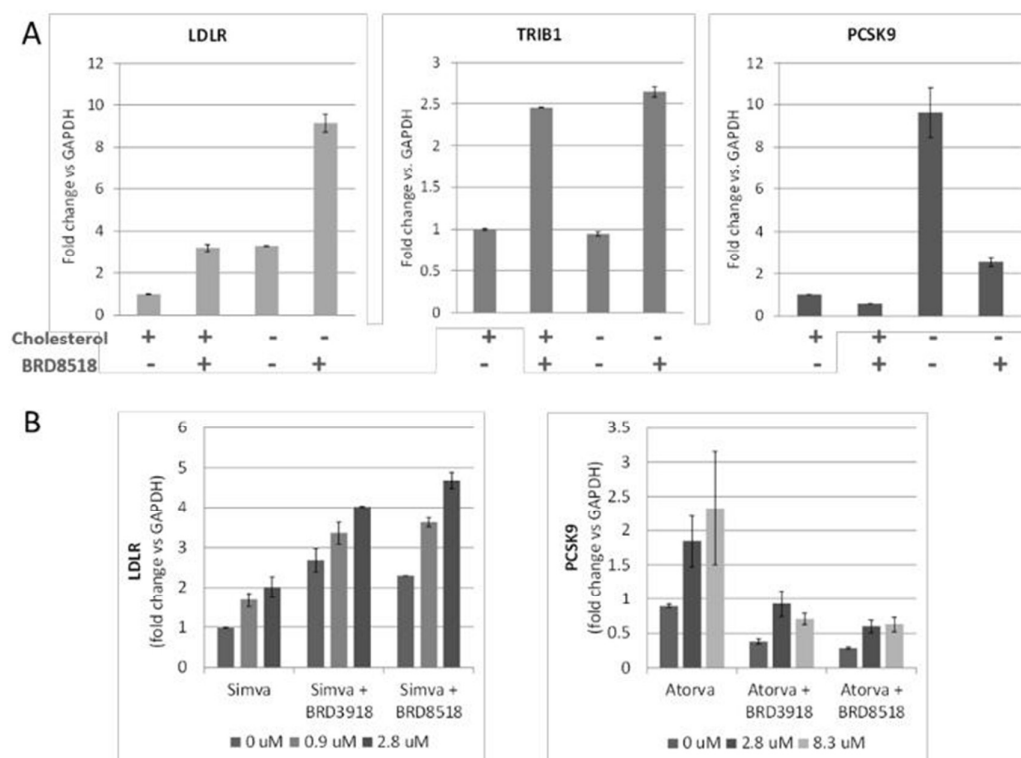 A
LDLR
Fold change vs GAPDH
12
10
8
6
4
2
0
TRIB1
Fold change vs. GAPDH
3
2.5
2
1.5
1
0.5
0
PCSK9
Fold change vs. GAPDH
12
10
8
6
4
2
0
Cholesterol + + - - + + - - + + - -
BRD8518 - + - + - + - + - + - +
B
LDLR
(fold change vs GAPDH)
6
5
4
3
2
1
0
Simva Simva + BRD3918 Simva + BRD8518
0 uM 0.9 uM 2.8 uM
PCSK9
(fold change vs GAPDH)
3.5
3
2.5
2
1.5
1
0.5
0
Atorva Atorva + BRD3918 Atorva + BRD8518
0 uM 2.8 uM 8.3 uM